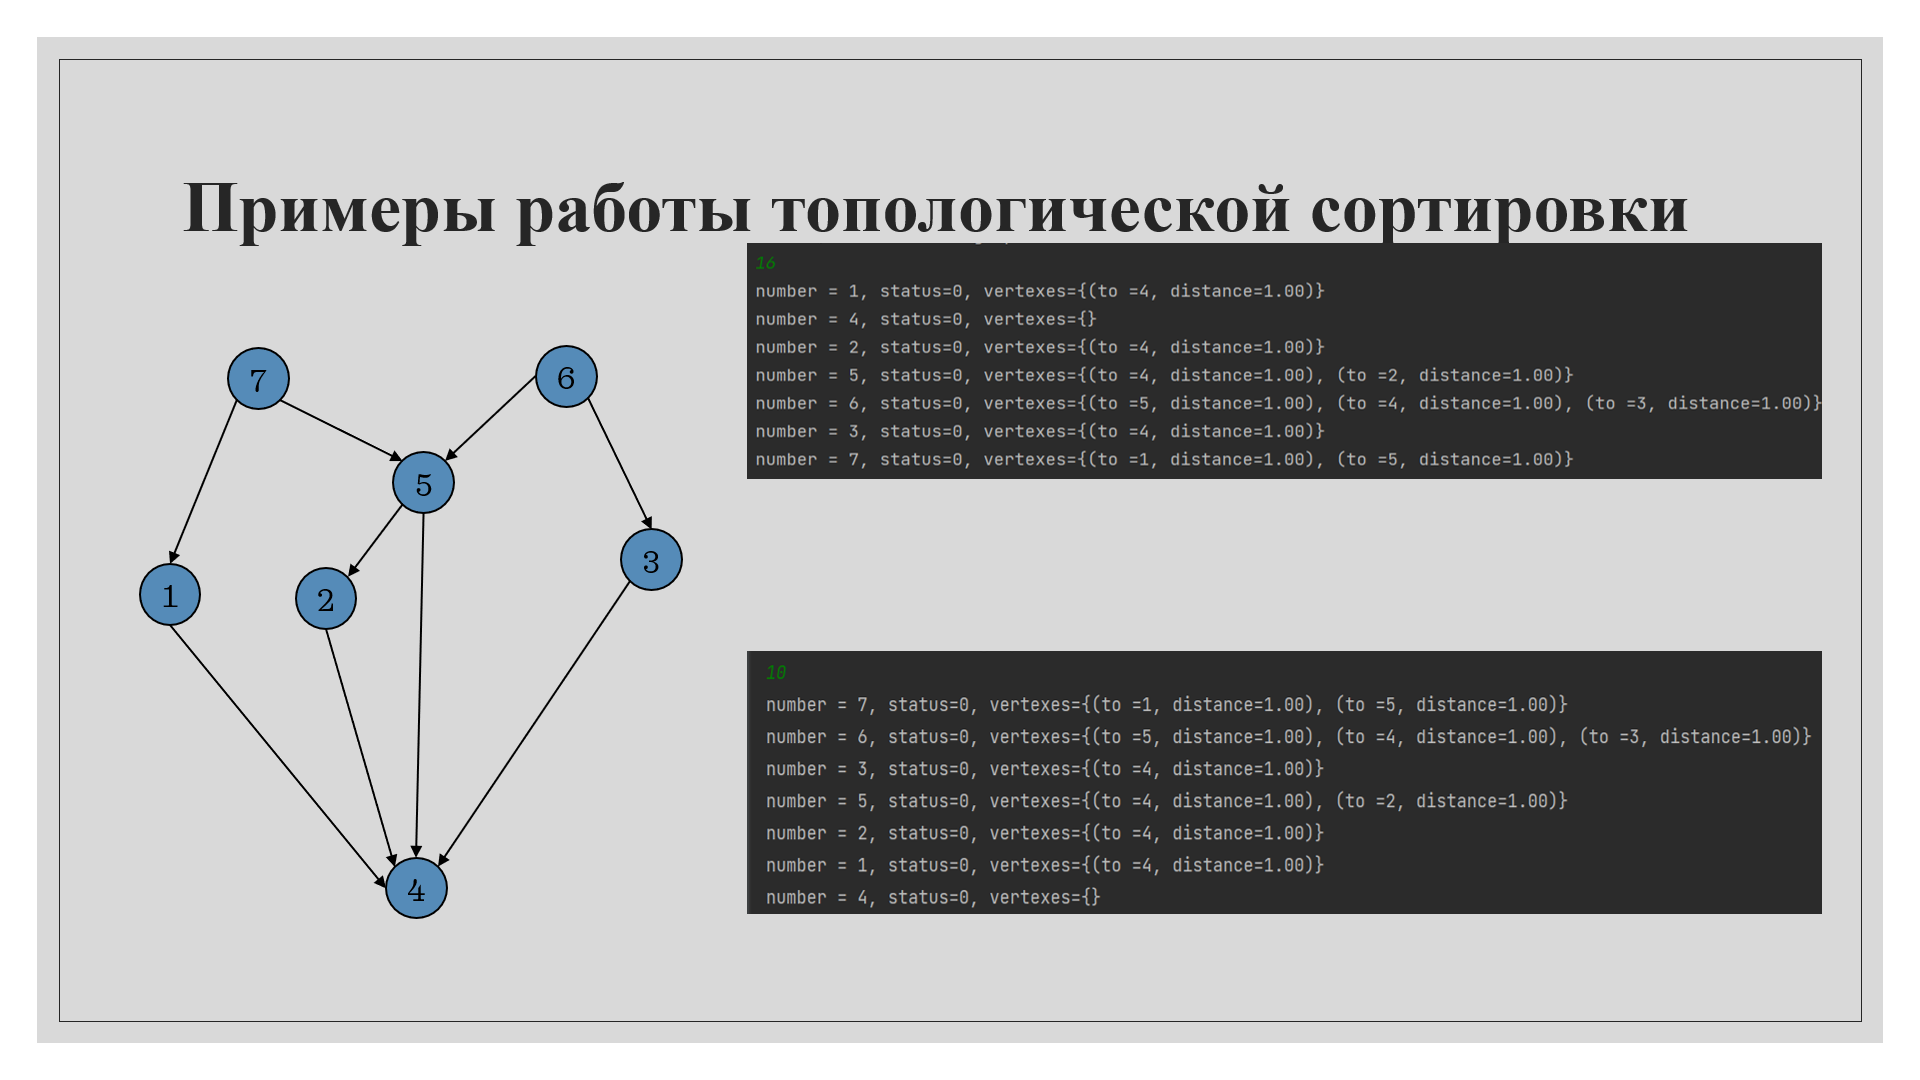 Примеры работы топологической сортировки
16
number = 1, status=0, vertexes={(to =4, distance=1.00)}
number = 4, status=0, vertexes={}
number = 2, status=0, vertexes={(to =4, distance=1.00)}
number = 5, status=0, vertexes={(to =4, distance=1.00), (to =2, distance=1.00)}
number = 6, status=0, vertexes={(to =5, distance=1.00), (to =4, distance=1.00), (to =3, distance=1.00)}
number = 3, status=0, vertexes={(to =4, distance=1.00)}
number = 7, status=0, vertexes={(to =1, distance=1.00), (to =5, distance=1.00)}
7
6
5
3
1
2
4
10
number = 7, status=0, vertexes={(to =1, distance=1.00), (to =5, distance=1.00)}
number = 6, status=0, vertexes={(to =5, distance=1.00), (to =4, distance=1.00), (to =3, distance=1.00)}
number = 3, status=0, vertexes={(to =4, distance=1.00)}
number = 5, status=0, vertexes={(to =4, distance=1.00), (to =2, distance=1.00)}
number = 2, status=0, vertexes={(to =4, distance=1.00)}
number = 1, status=0, vertexes={(to =4, distance=1.00)}
number = 4, status=0, vertexes={}